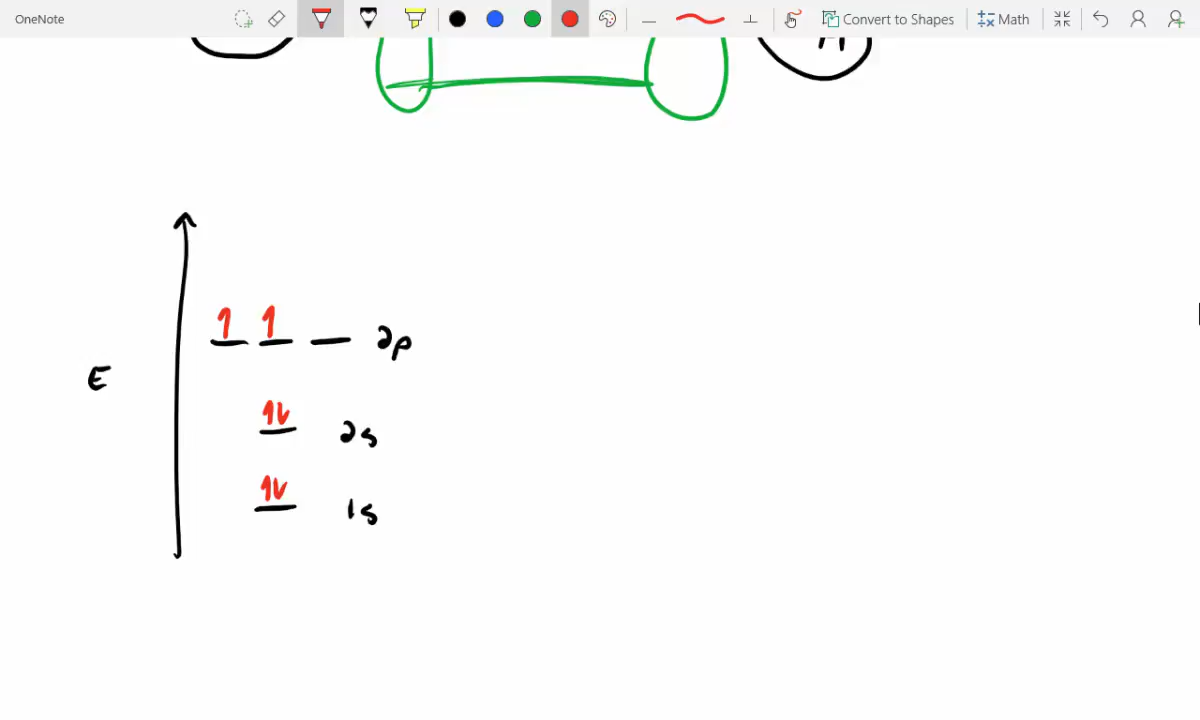 OneNote
Convert to Shapes
Math
H
2p
E
2s
1s